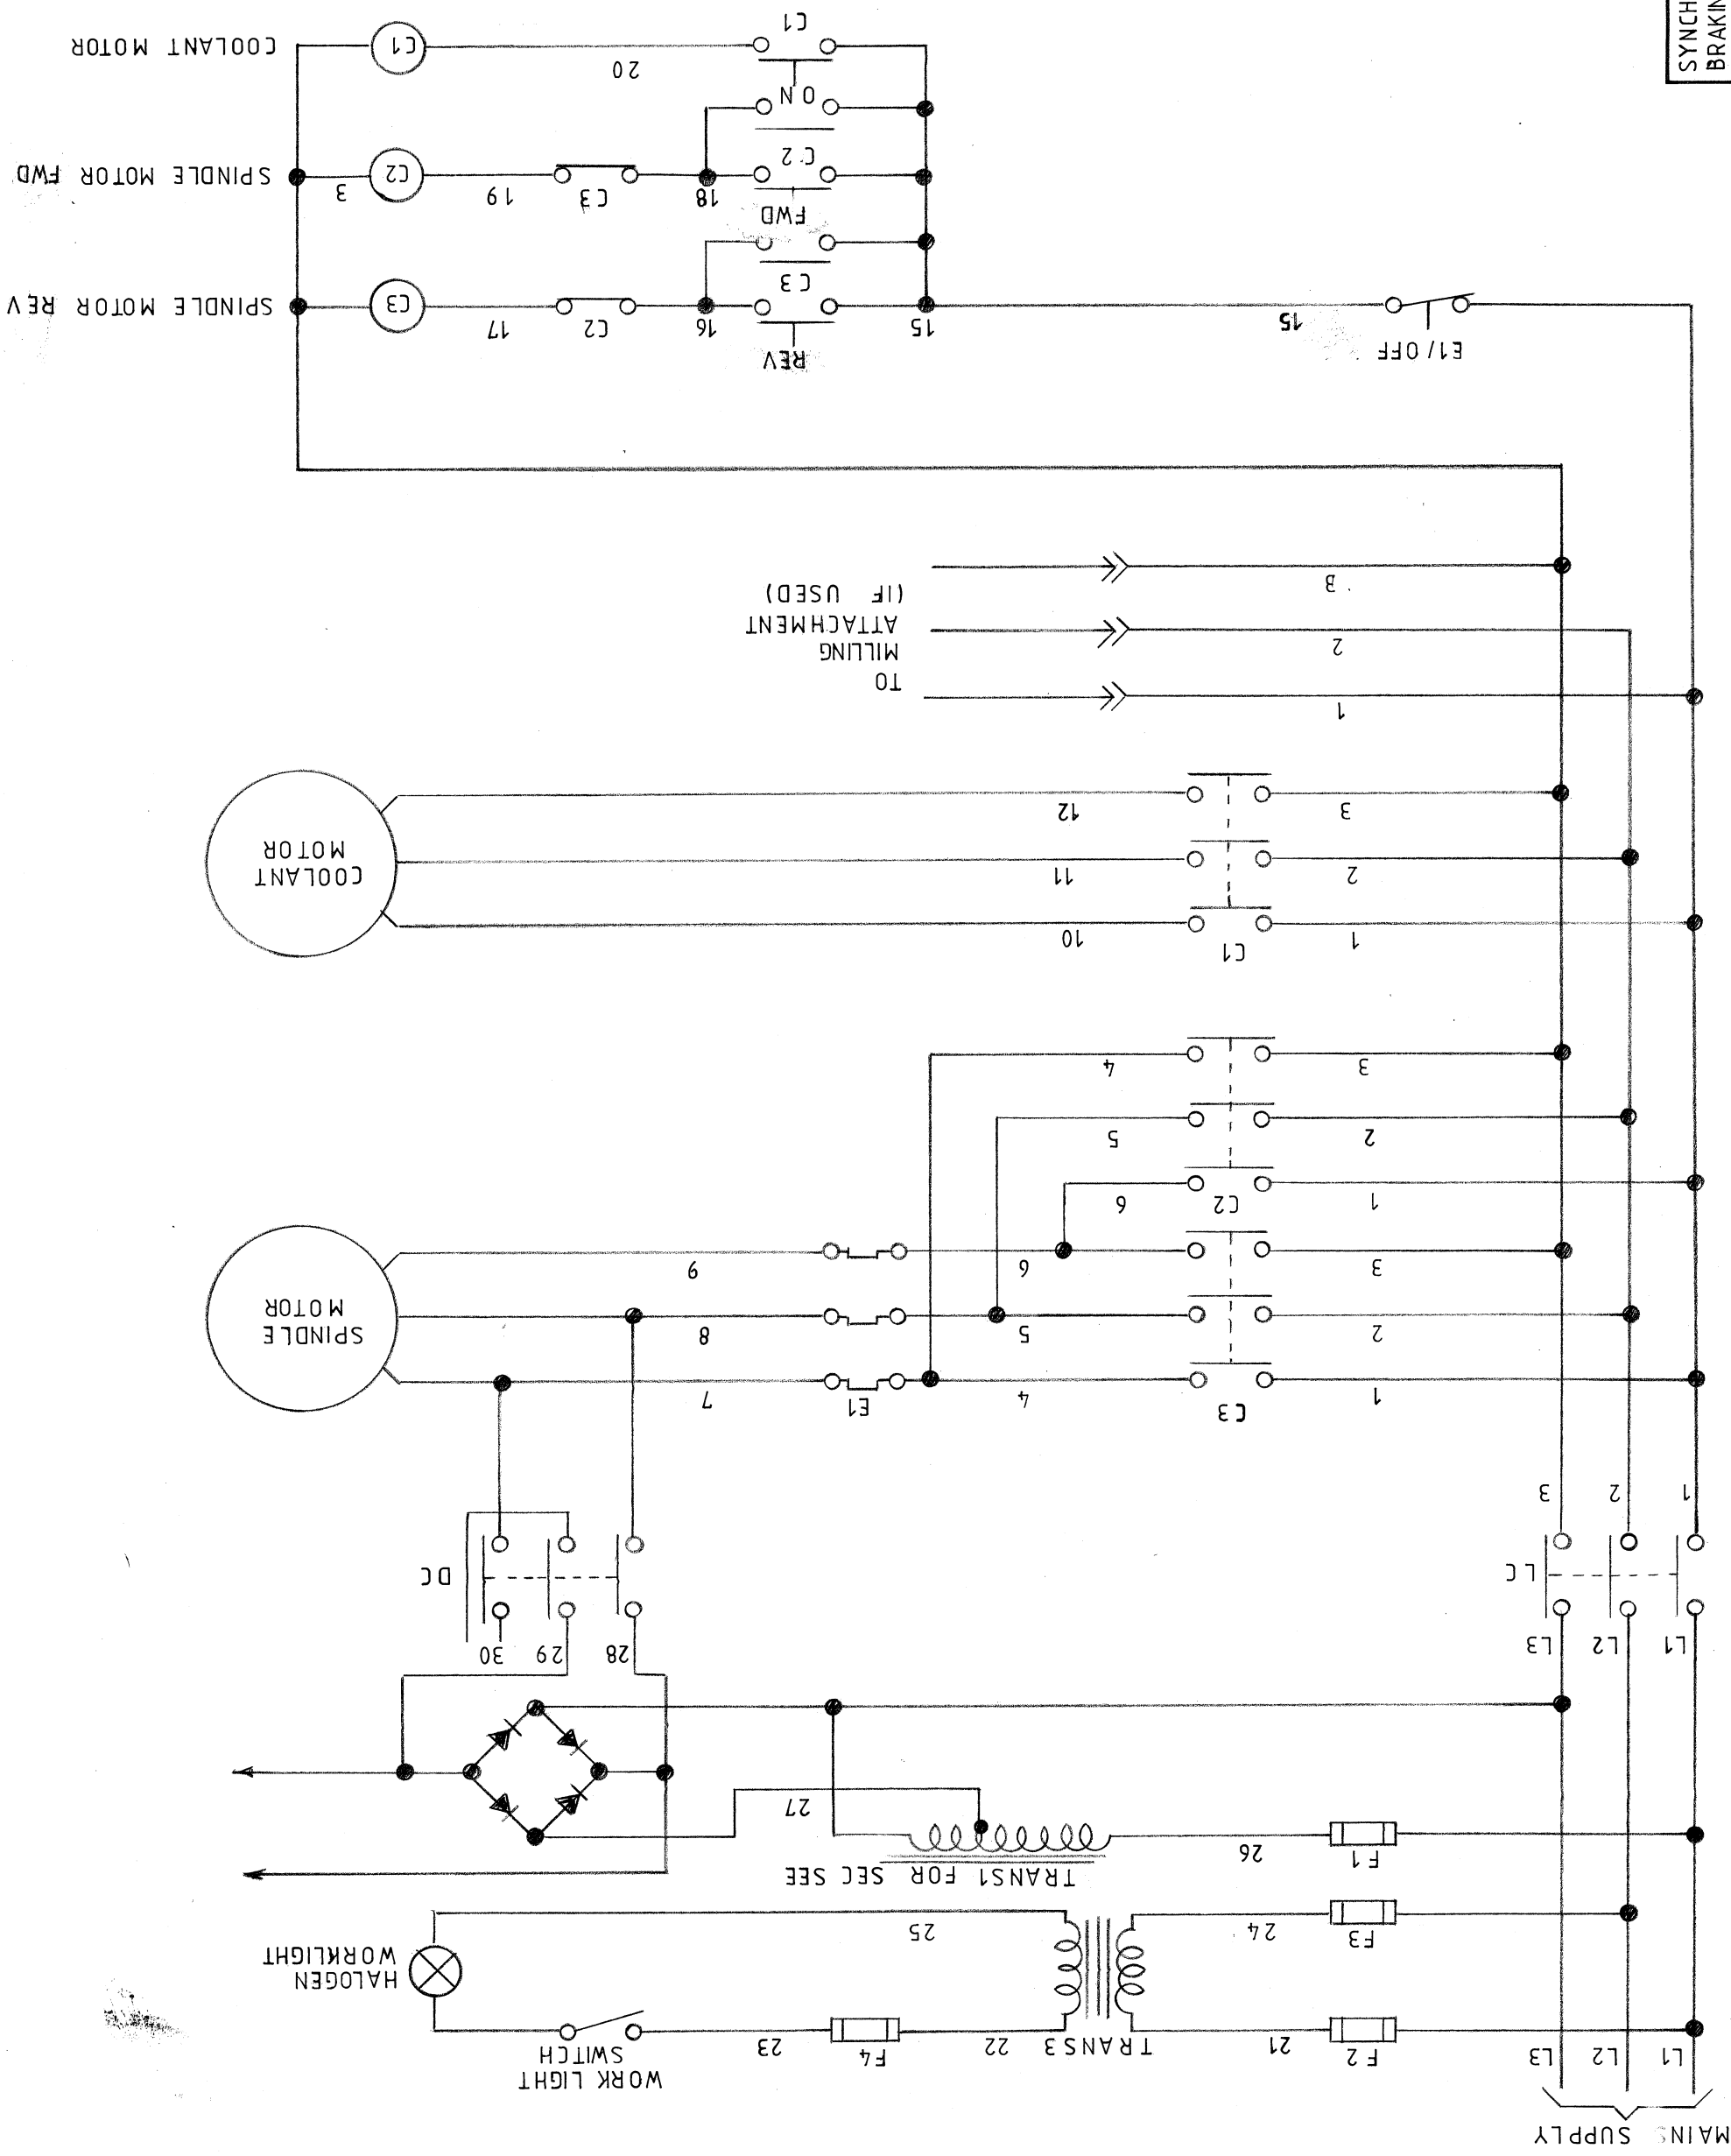 MAINS SUPPLY
L1 L2 L3
F2
21
TRANS3
22
F4
23
WORK LIGHT
SWITCH
HALOGEN
WORKLIGHT
F3
24
25
F1
26
TRANS1 FOR SEC SEE
27
L1 L2 L3
LC
1 2 3
28 29 30
DC
1
C3
4
E1
7
SPINDLE
MOTOR
2
5
8
3
6
9
1
C2
6
2
5
3
4
1
C1
10
COOLANT
MOTOR
2
11
3
12
1
TO
MILLING
ATTACHMENT
(IF USED)
2
3
E1/OFF
15
15
REV
16
C2
17
C3
SPINDLE MOTOR REV
C3
FWD
18
C3
19
C2
3
SPINDLE MOTOR FWD
C2
ON
20
C1
COOLANT MOTOR
C1
SYNCH
BRAKIN